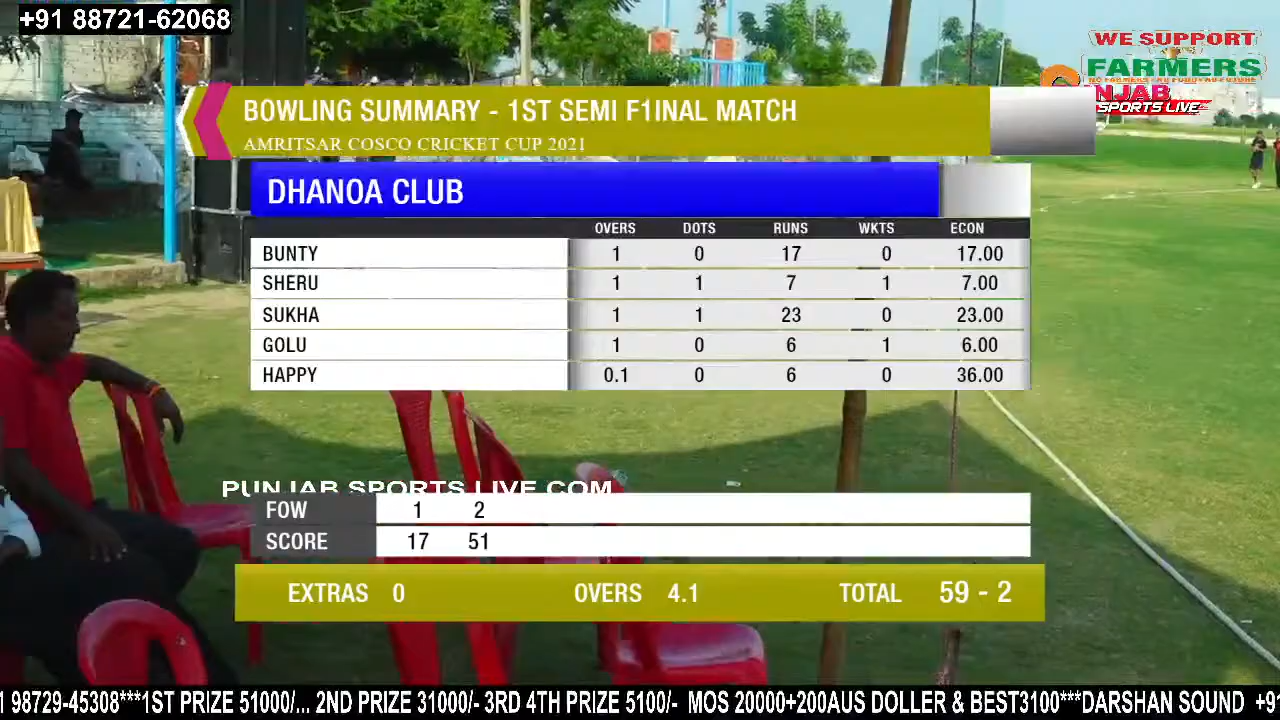 +91 88721-62068
WE SUPPORT
FARMERS
NJAB
SPORTS LIVE
BOWLING SUMMARY - 1ST SEMI F1INAL MATCH
AMRITSAR COSCO CRICKET CUP 2021
DHANOA CLUB
OVERS DOTS RUNS WKTS ECON
BUNTY 1 0 17 0 17.00
SHERU 1 1 7 1 7.00
SUKHA 1 1 23 0 23.00
GOLU 1 0 6 1 6.00
HAPPY 0.1 0 6 0 36.00
PUNJAB SPORTS LIVE.COM
FOW 1 2
SCORE 17 51
EXTRAS 0 OVERS 4.1 TOTAL 59 - 2
1 98729-45308***1ST PRIZE 51000/... 2ND PRIZE 31000/- 3RD 4TH PRIZE 5100/- MOS 20000+200AUS DOLLER & BEST3100***DARSHAN SOUND +9